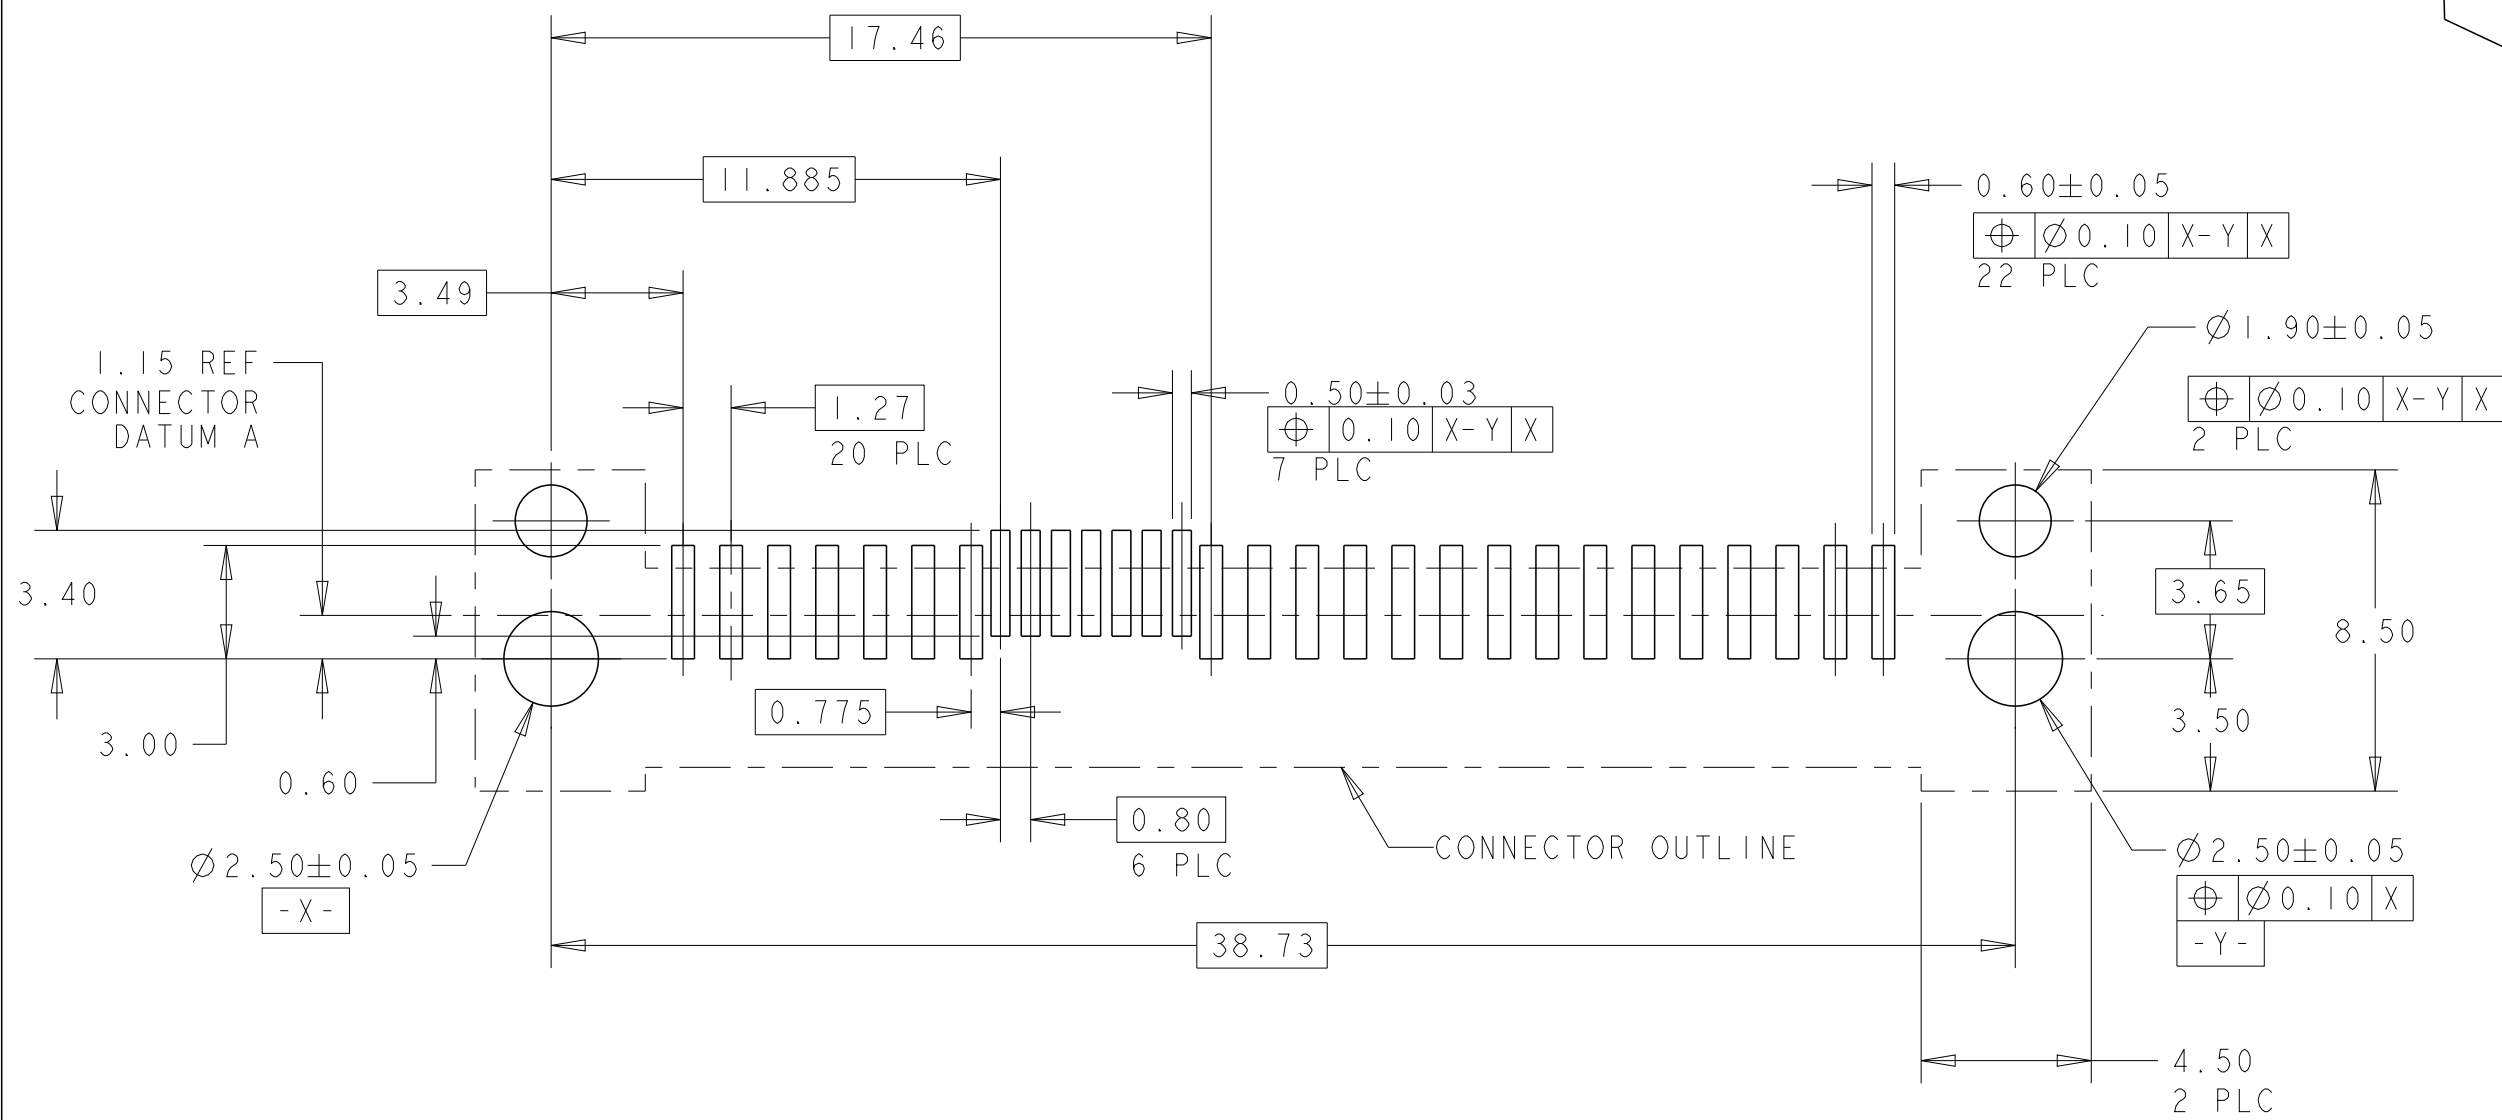 17.46
11.885
0.60±0.05
⌖ ⌀0.10 X-Y X
22 PLC
3.49
⌀1.90±0.05
⌖ ⌀0.10 X-Y X
2 PLC
1.15 REF
CONNECTOR
DATUM A
1.27
20 PLC
0.50±0.03
⌖ 0.10 X-Y X
7 PLC
3.40
3.65
8.50
0.775
3.50
3.00
0.60
0.80
6 PLC
CONNECTOR OUTLINE
⌀2.50±0.05
-X-
⌀2.50±0.05
⌖ ⌀0.10 X
-Y-
38.73
4.50
2 PLC